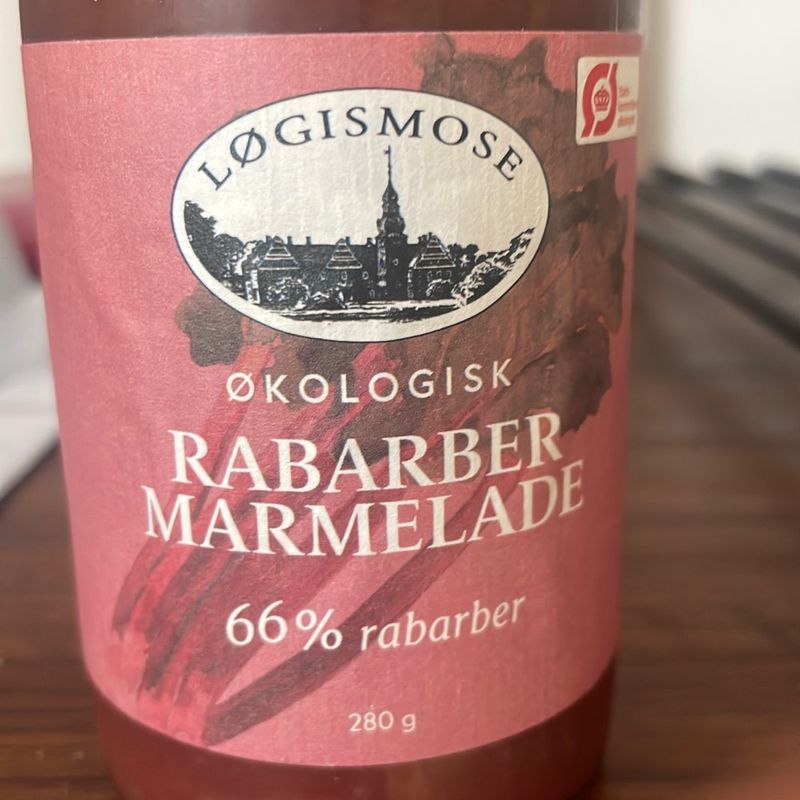 LØGISMOSE
ØKOLOGISK
RABARBER
MARMELADE
66% rabarber
280 g